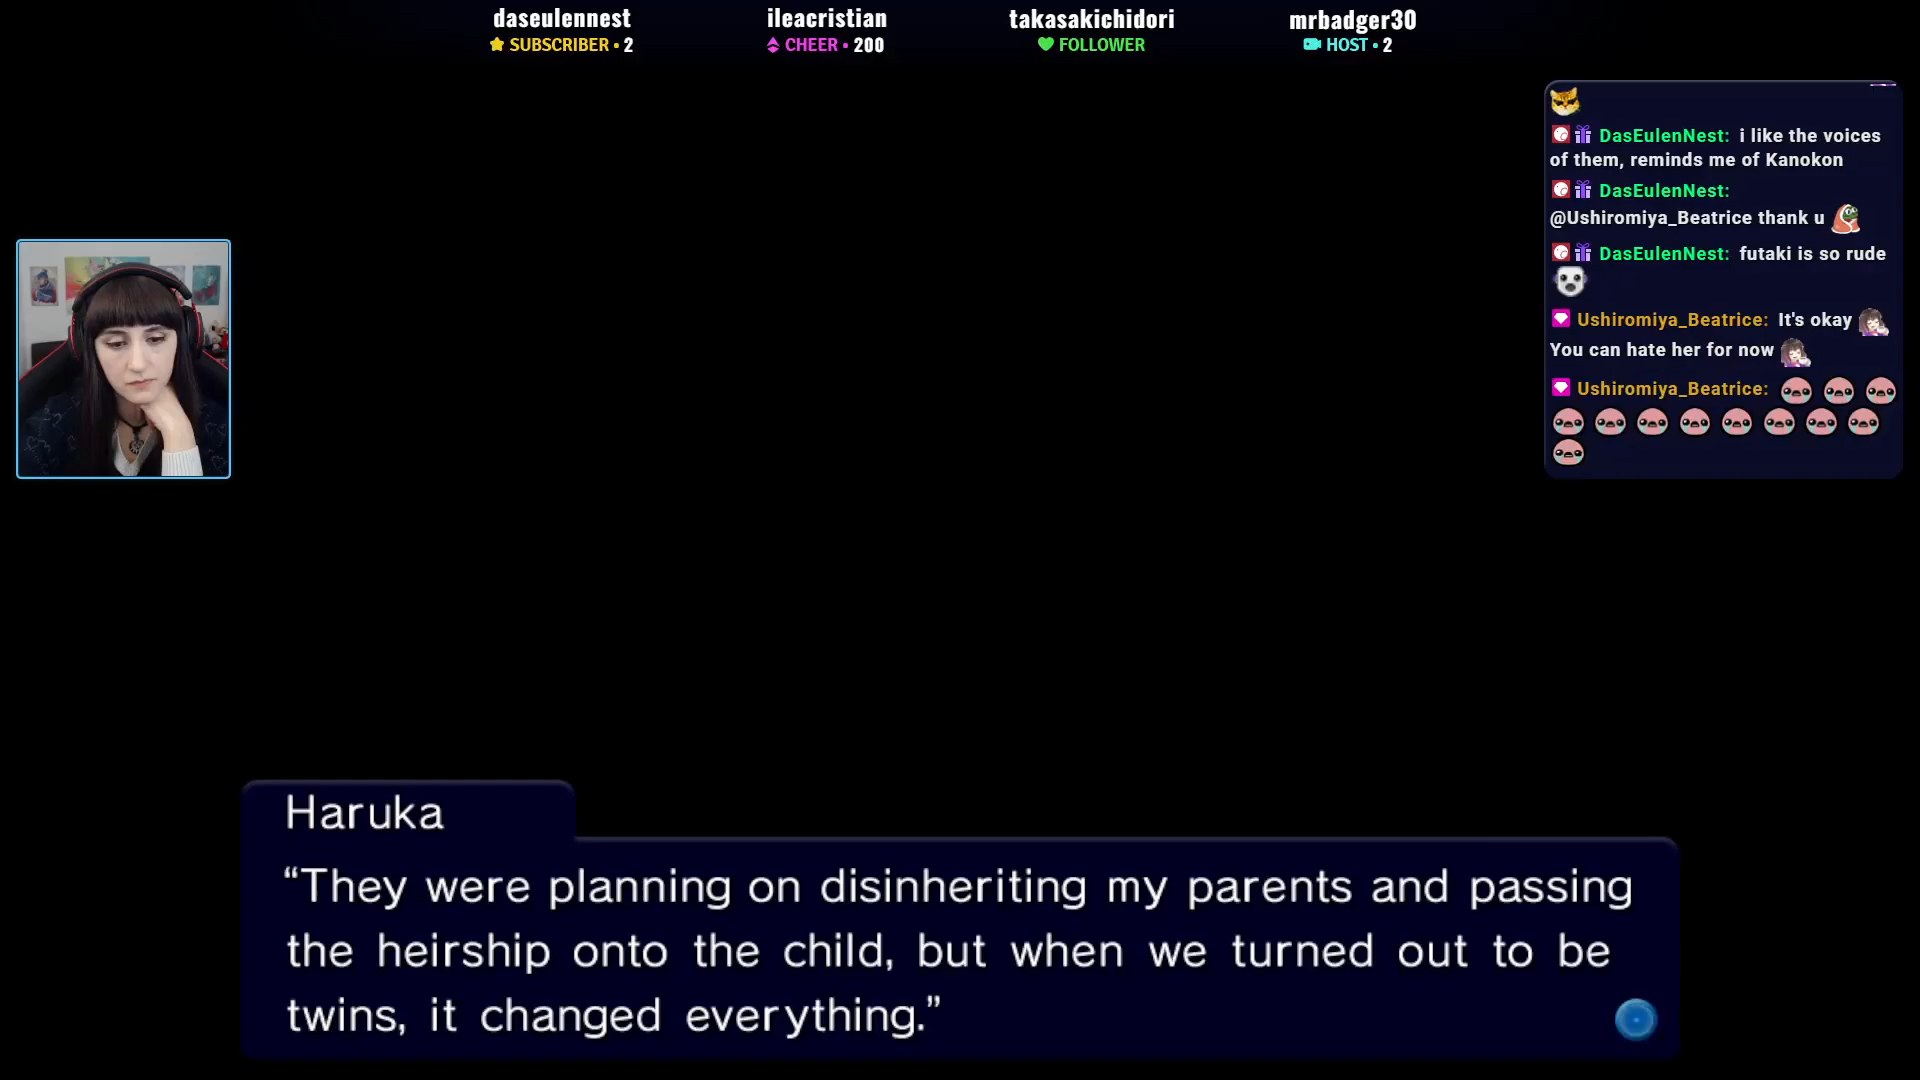 daseulennest
SUBSCRIBER • 2
ileacristian
CHEER • 200
takasakichidori
FOLLOWER
mrbadger30
HOST • 2
DasEulenNest: i like the voices
of them, reminds me of Kanokon
DasEulenNest:
@Ushiromiya_Beatrice thank u
DasEulenNest: futaki is so rude
Ushiromiya_Beatrice: It's okay
You can hate her for now
Ushiromiya_Beatrice:
Haruka
“They were planning on disinheriting my parents and passing
the heirship onto the child, but when we turned out to be
twins, it changed everything.”